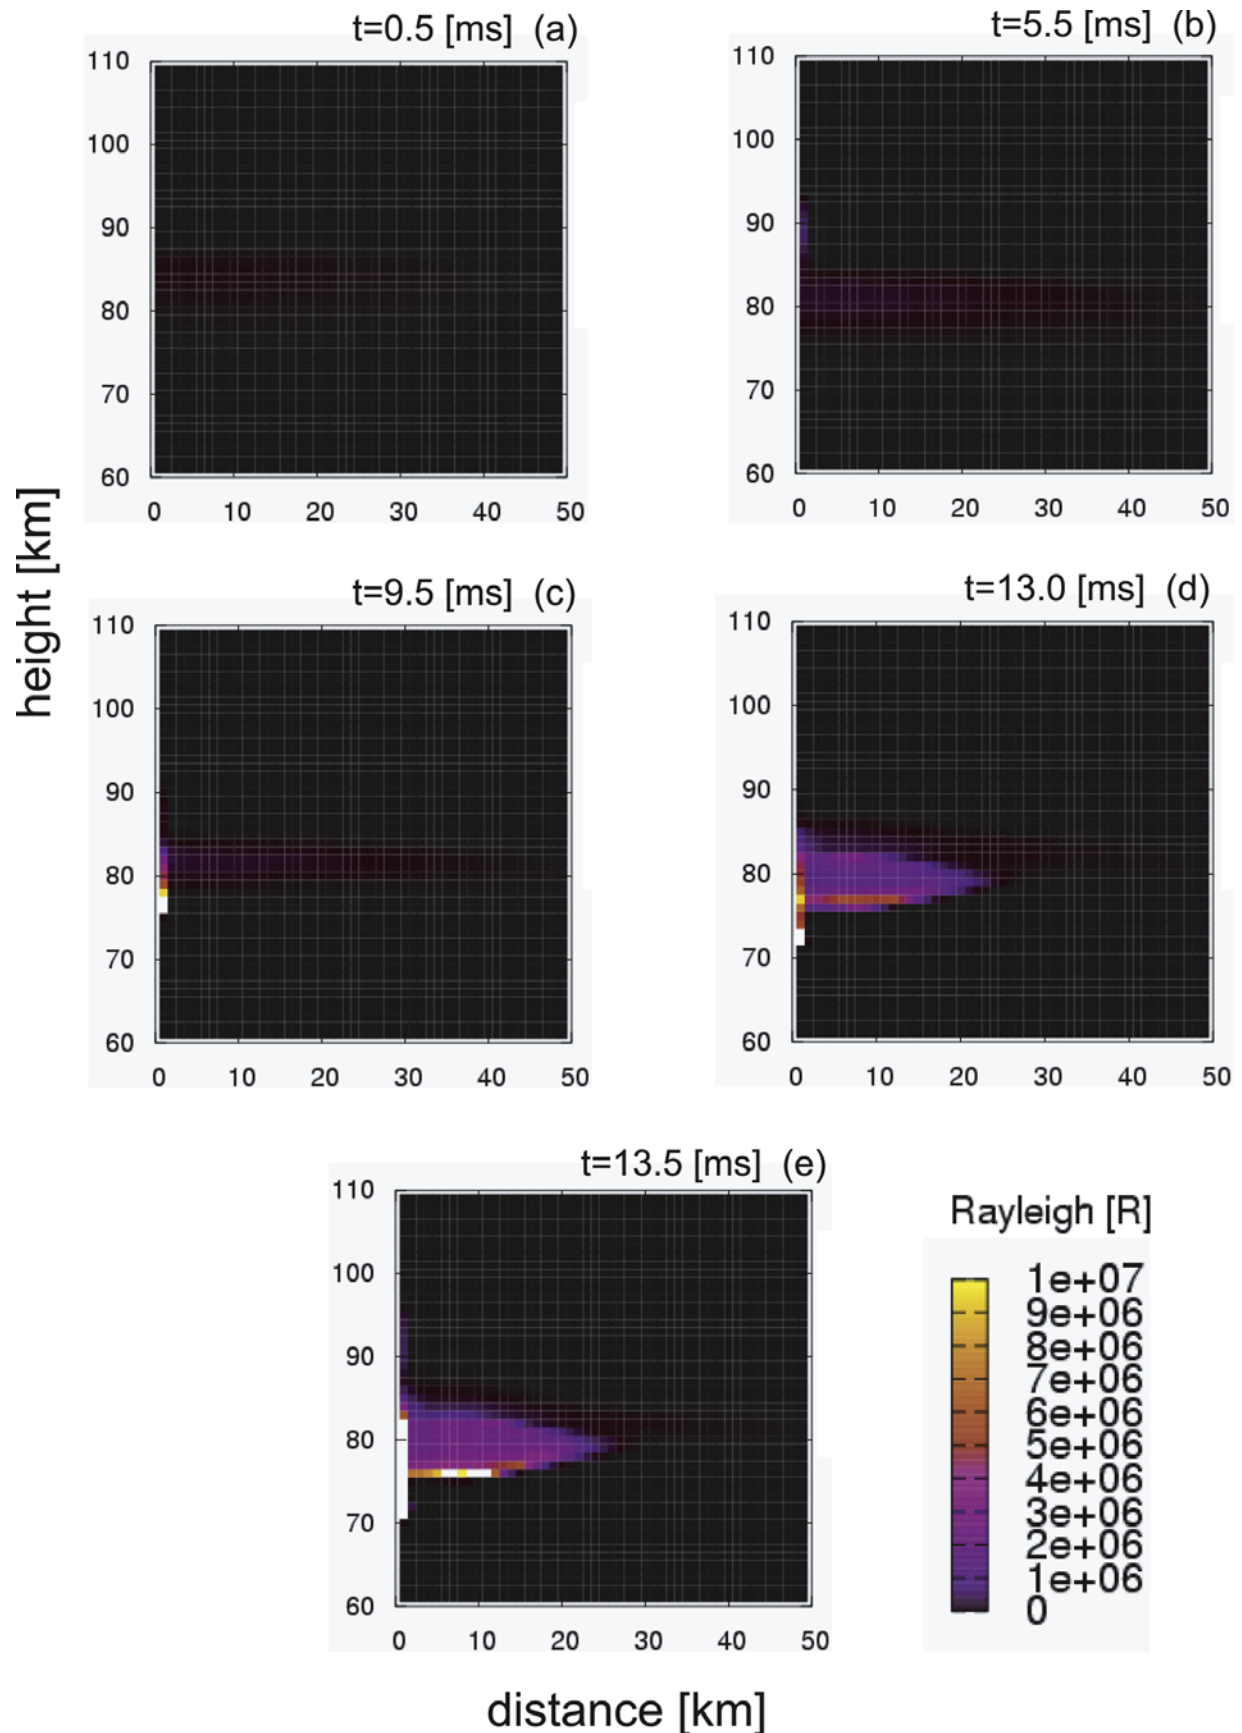 t=0.5 [ms] (a)
110
100
90
80
70
60
0 10 20 30 40 50
t=5.5 [ms] (b)
110
100
90
80
70
60
0 10 20 30 40 50
height [km]
t=9.5 [ms] (c)
110
100
90
80
70
60
0 10 20 30 40 50
t=13.0 [ms] (d)
110
100
90
80
70
60
0 10 20 30 40 50
t=13.5 [ms] (e)
110
100
90
80
70
60
0 10 20 30 40 50
Rayleigh [R]
1e+07
9e+06
8e+06
7e+06
6e+06
5e+06
4e+06
3e+06
2e+06
1e+06
0
distance [km]